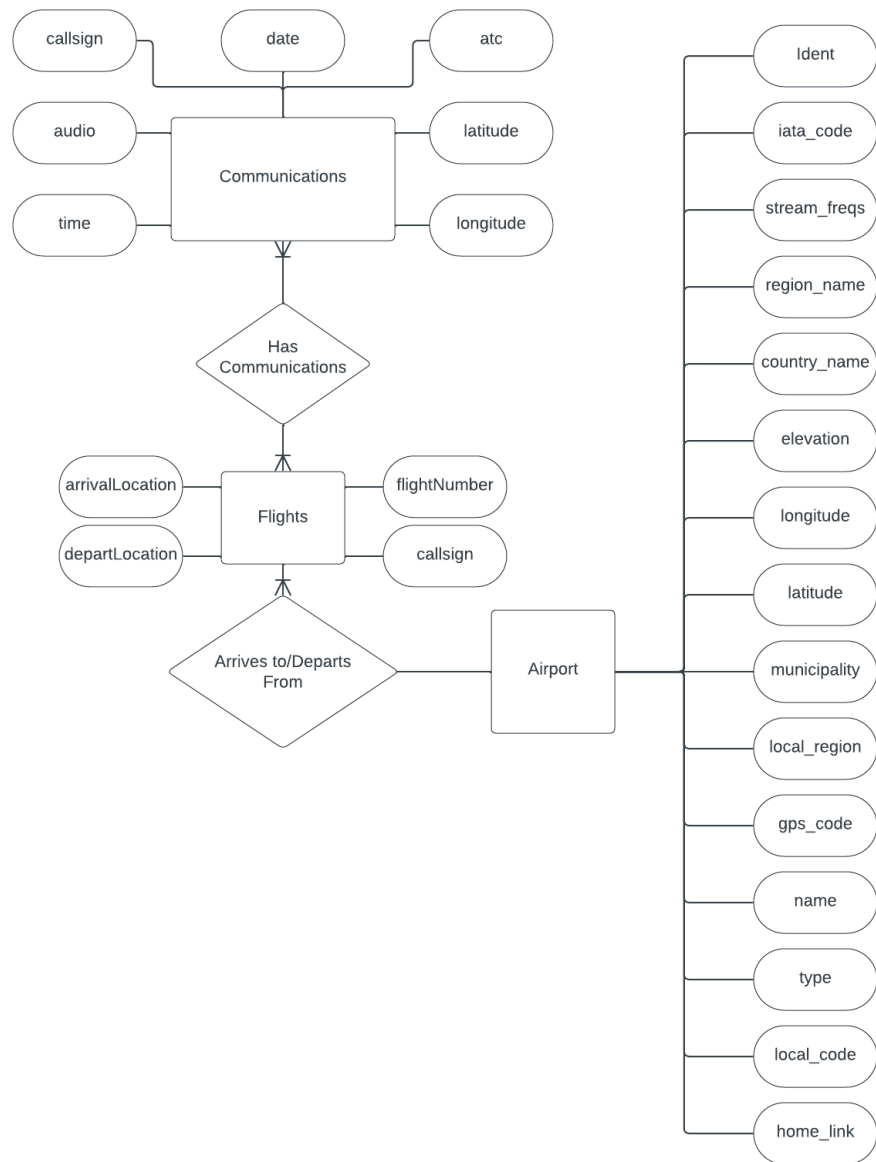 callsign
date
atc
audio
Communications
latitude
time
longitude
Has
Communications
arrivalLocation
flightNumber
Flights
departLocation
callsign
Arrives to/Departs
From
Airport
Ident
iata_code
stream_freqs
region_name
country_name
elevation
longitude
latitude
municipality
local_region
gps_code
name
type
local_code
home_link